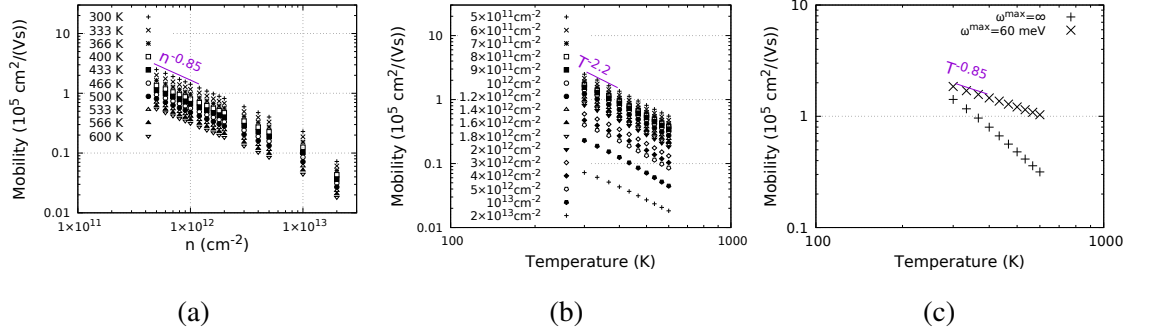 300 K
333 K
366 K
400 K
433 K
466 K
500 K
533 K
566 K
600 K
n^-0.85
10
1
0.1
0.01
1×10^11
1×10^12
1×10^13
n (cm^-2)
Mobility (10^5 cm^2/(Vs))
(a)
5×10^11cm^-2
6×10^11cm^-2
7×10^11cm^-2
8×10^11cm^-2
9×10^11cm^-2
10^12cm^-2
1.2×10^12cm^-2
1.4×10^12cm^-2
1.6×10^12cm^-2
1.8×10^12cm^-2
2×10^12cm^-2
3×10^12cm^-2
4×10^12cm^-2
5×10^12cm^-2
10^13cm^-2
2×10^13cm^-2
T^-2.2
10
1
0.1
0.01
100
1000
Temperature (K)
Mobility (10^5 cm^2/(Vs))
(b)
ω^max=∞
ω^max=60 meV
T^-0.85
10
1
0.1
100
1000
Temperature (K)
Mobility (10^5 cm^2/(Vs))
(c)